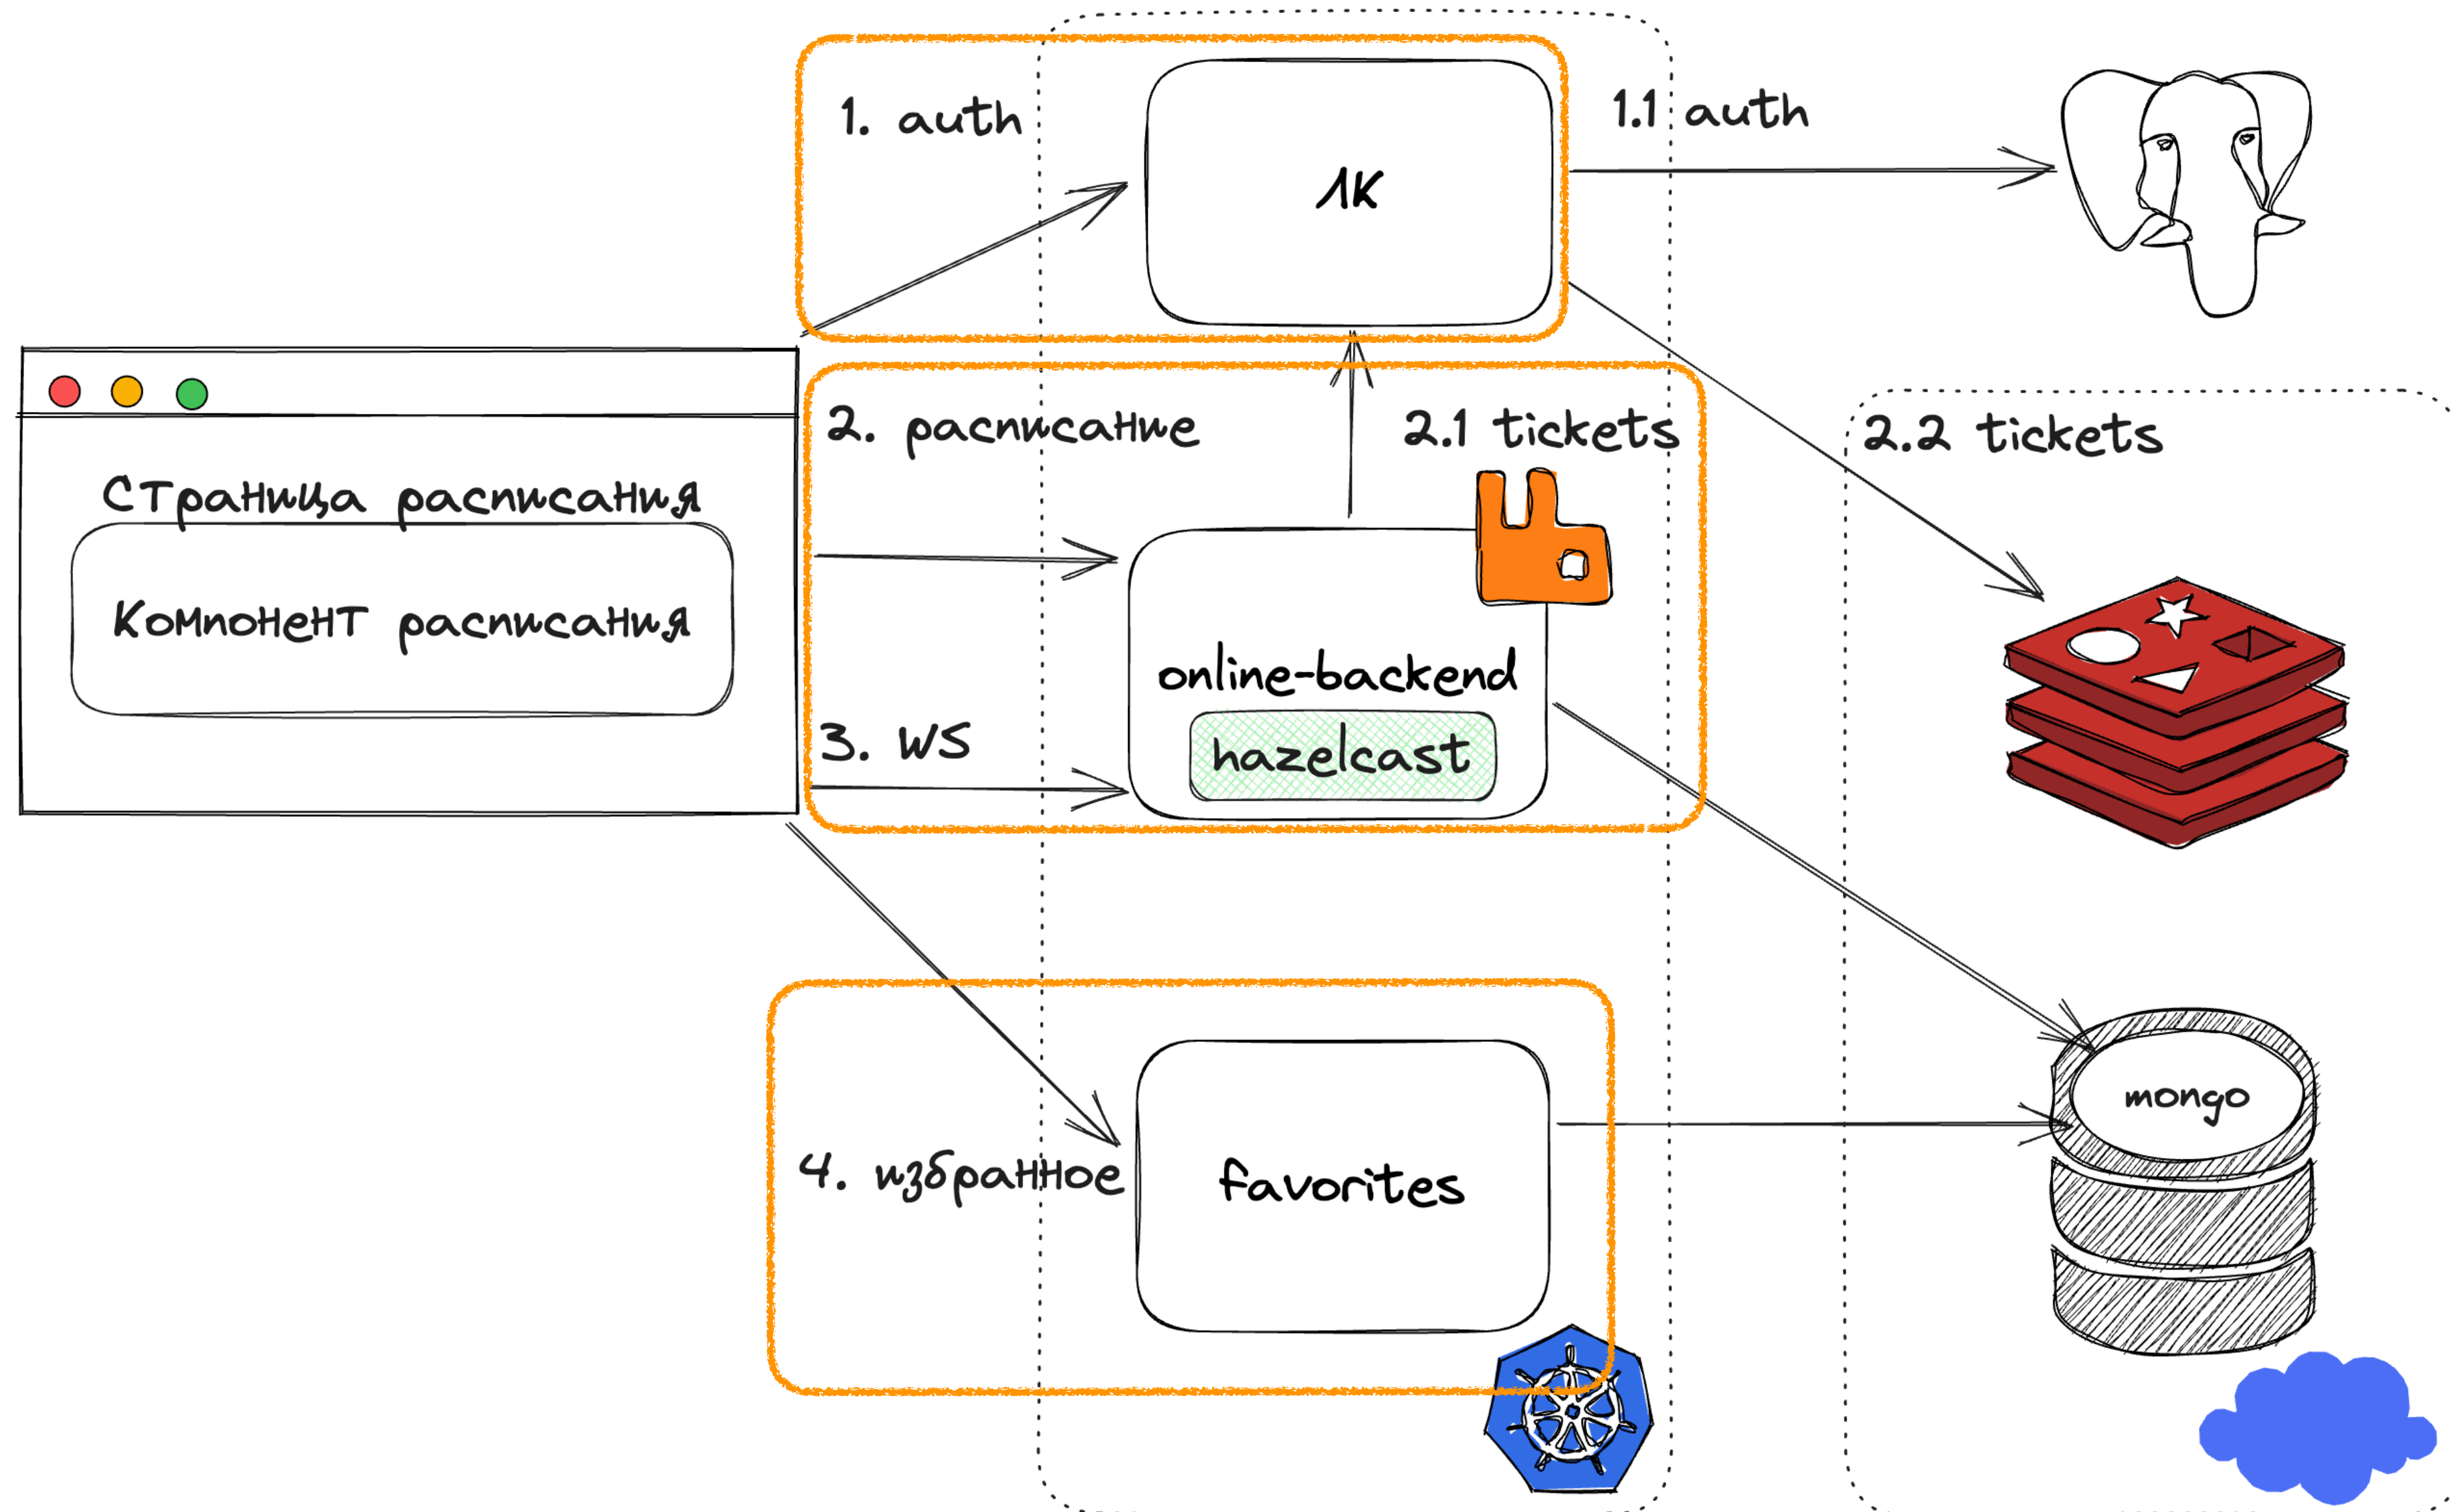 1. auth
1.1 auth
ЛК
2. расписание
2.1 tickets
2.2 tickets
Страница расписания
Компонент расписания
online-backend
hazelcast
3. WS
mongo
4. избранное
favorites